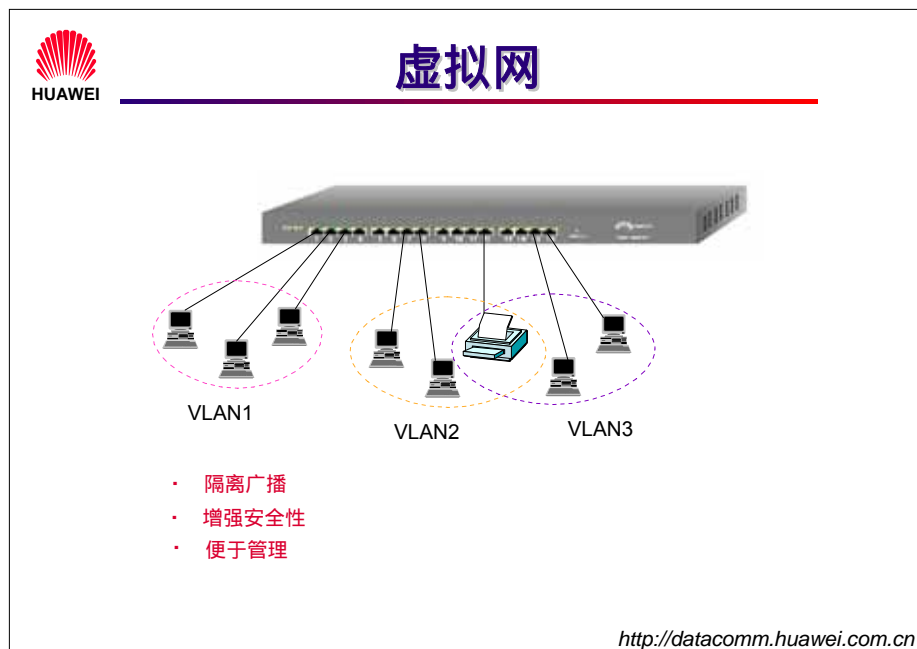 虚拟网
HUAWEI
VLAN1
VLAN2
VLAN3
· 隔离广播
· 增强安全性
· 便于管理
http://datacomm.huawei.com.cn